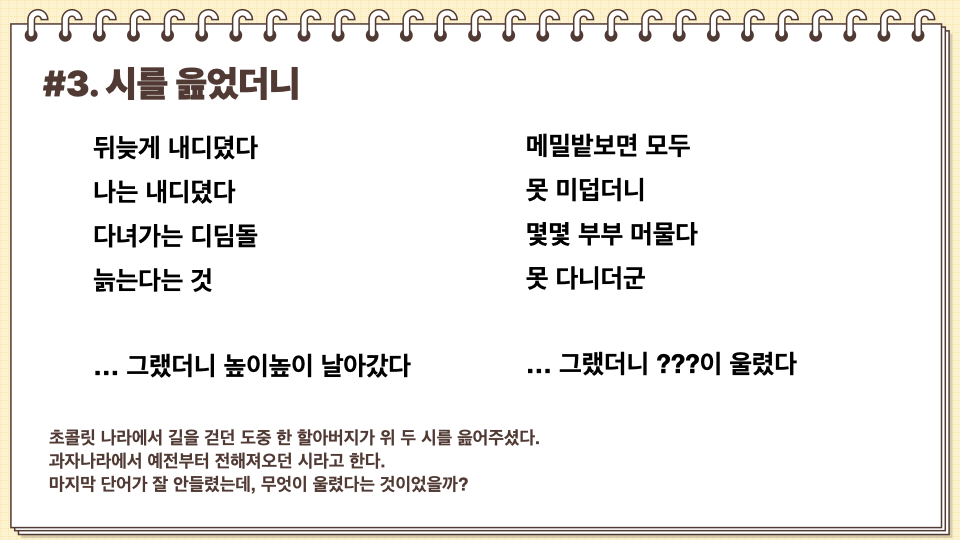 #3. 시를 읊었더니
뒤늦게 내디뎠다
나는 내디뎠다
다녀가는 디딤돌
늙는다는 것
... 그랬더니 높이높이 날아갔다
메밀밭보면 모두
못 미덥더니
몇몇 부부 머물다
못 다니더군
... 그랬더니 ???이 울렸다
초콜릿 나라에서 길을 걷던 도중 한 할아버지가 위 두 시를 읊어주셨다.
과자나라에서 예전부터 전해져오던 시라고 한다.
마지막 단어가 잘 안들렸는데, 무엇이 울렸다는 것이었을까?